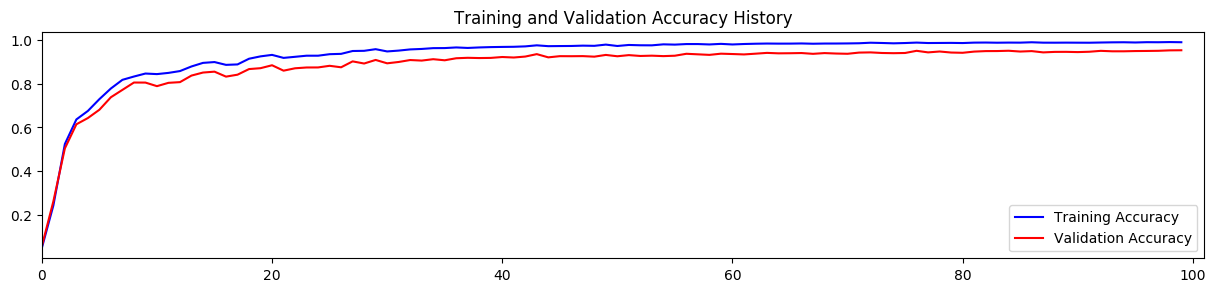 Training and Validation Accuracy History
1.0
0.8
0.6
0.4
0.2
0 20 40 60 80 100
Training Accuracy
Validation Accuracy